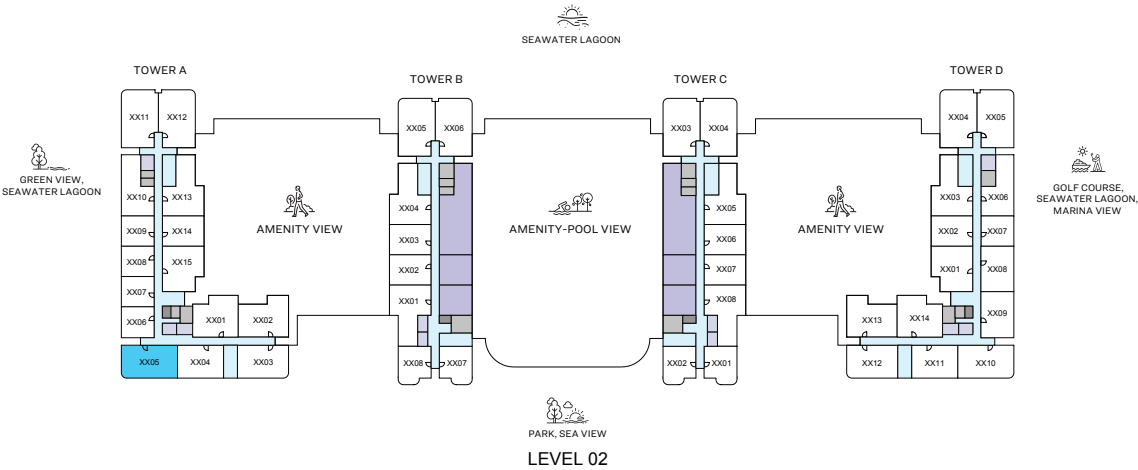 SEAWATER LAGOON
TOWER A
TOWER B
TOWER C
TOWER D
XX11
XX12
XX05
XX06
XX03
XX04
XX04
XX05
GREEN VIEW,
SEAWATER LAGOON
GOLF COURSE,
SEAWATER LAGOON,
MARINA VIEW
XX10
XX13
XX04
XX05
XX03
XX06
AMENITY VIEW
AMENITY-POOL VIEW
AMENITY VIEW
XX09
XX14
XX03
XX06
XX02
XX07
XX08
XX15
XX02
XX07
XX01
XX08
XX07
XX01
XX08
XX09
XX06
XX01
XX02
XX13
XX14
XX05
XX04
XX03
XX08
XX07
XX02
XX01
XX12
XX11
XX10
PARK, SEA VIEW
LEVEL 02